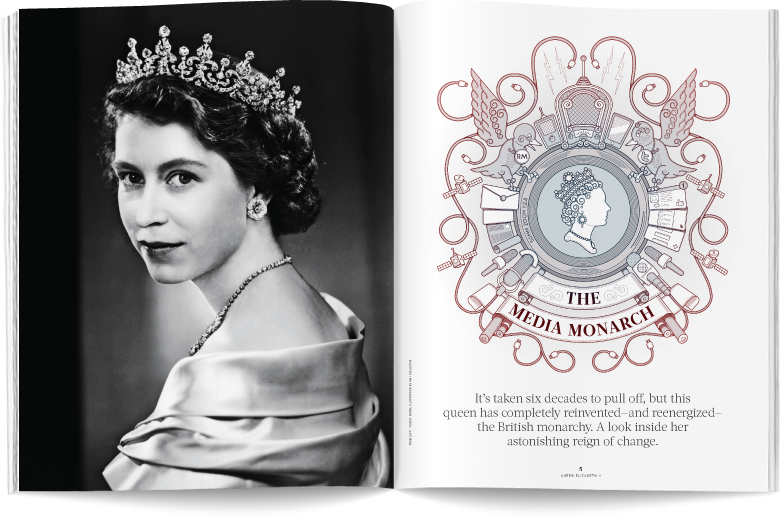 RM
THE
MEDIA MONARCH
It's taken six decades to pull off, but this
queen has completely reinvented—and reenergized—
the British monarchy. A look inside her
astonishing reign of change.
5
QUEEN ELIZABETH II